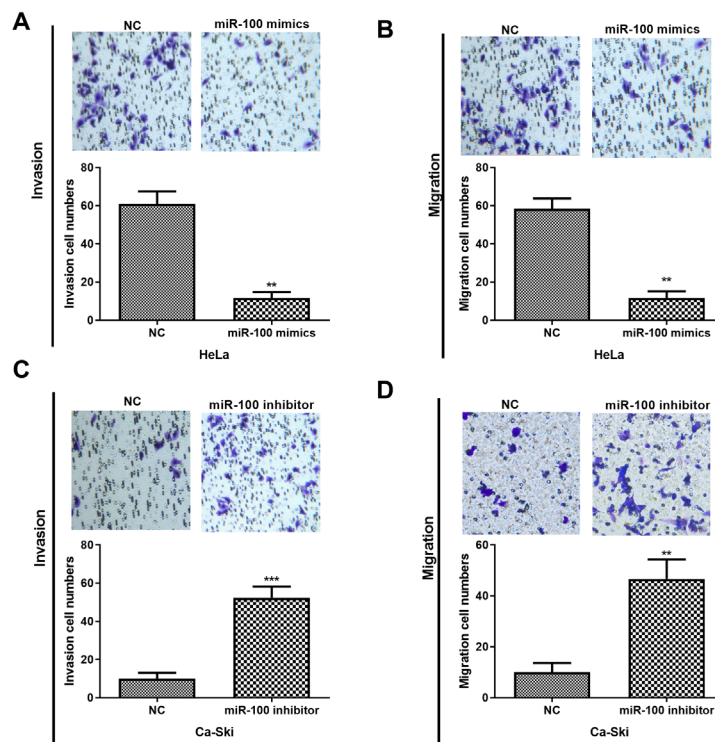 A
NC
miR-100 mimics
Invasion
Invasion cell numbers
80
60
40
20
0
**
NC
miR-100 mimics
HeLa
B
NC
miR-100 mimics
Migration
Migration cell numbers
80
60
40
20
0
**
NC
miR-100 mimics
HeLa
C
NC
miR-100 inhibitor
Invasion
Invasion cell numbers
80
60
40
20
0
***
NC
miR-100 inhibitor
Ca-Ski
D
NC
miR-100 inhibitor
Migration
Migration cell numbers
60
40
20
0
**
NC
miR-100 inhibitor
Ca-Ski